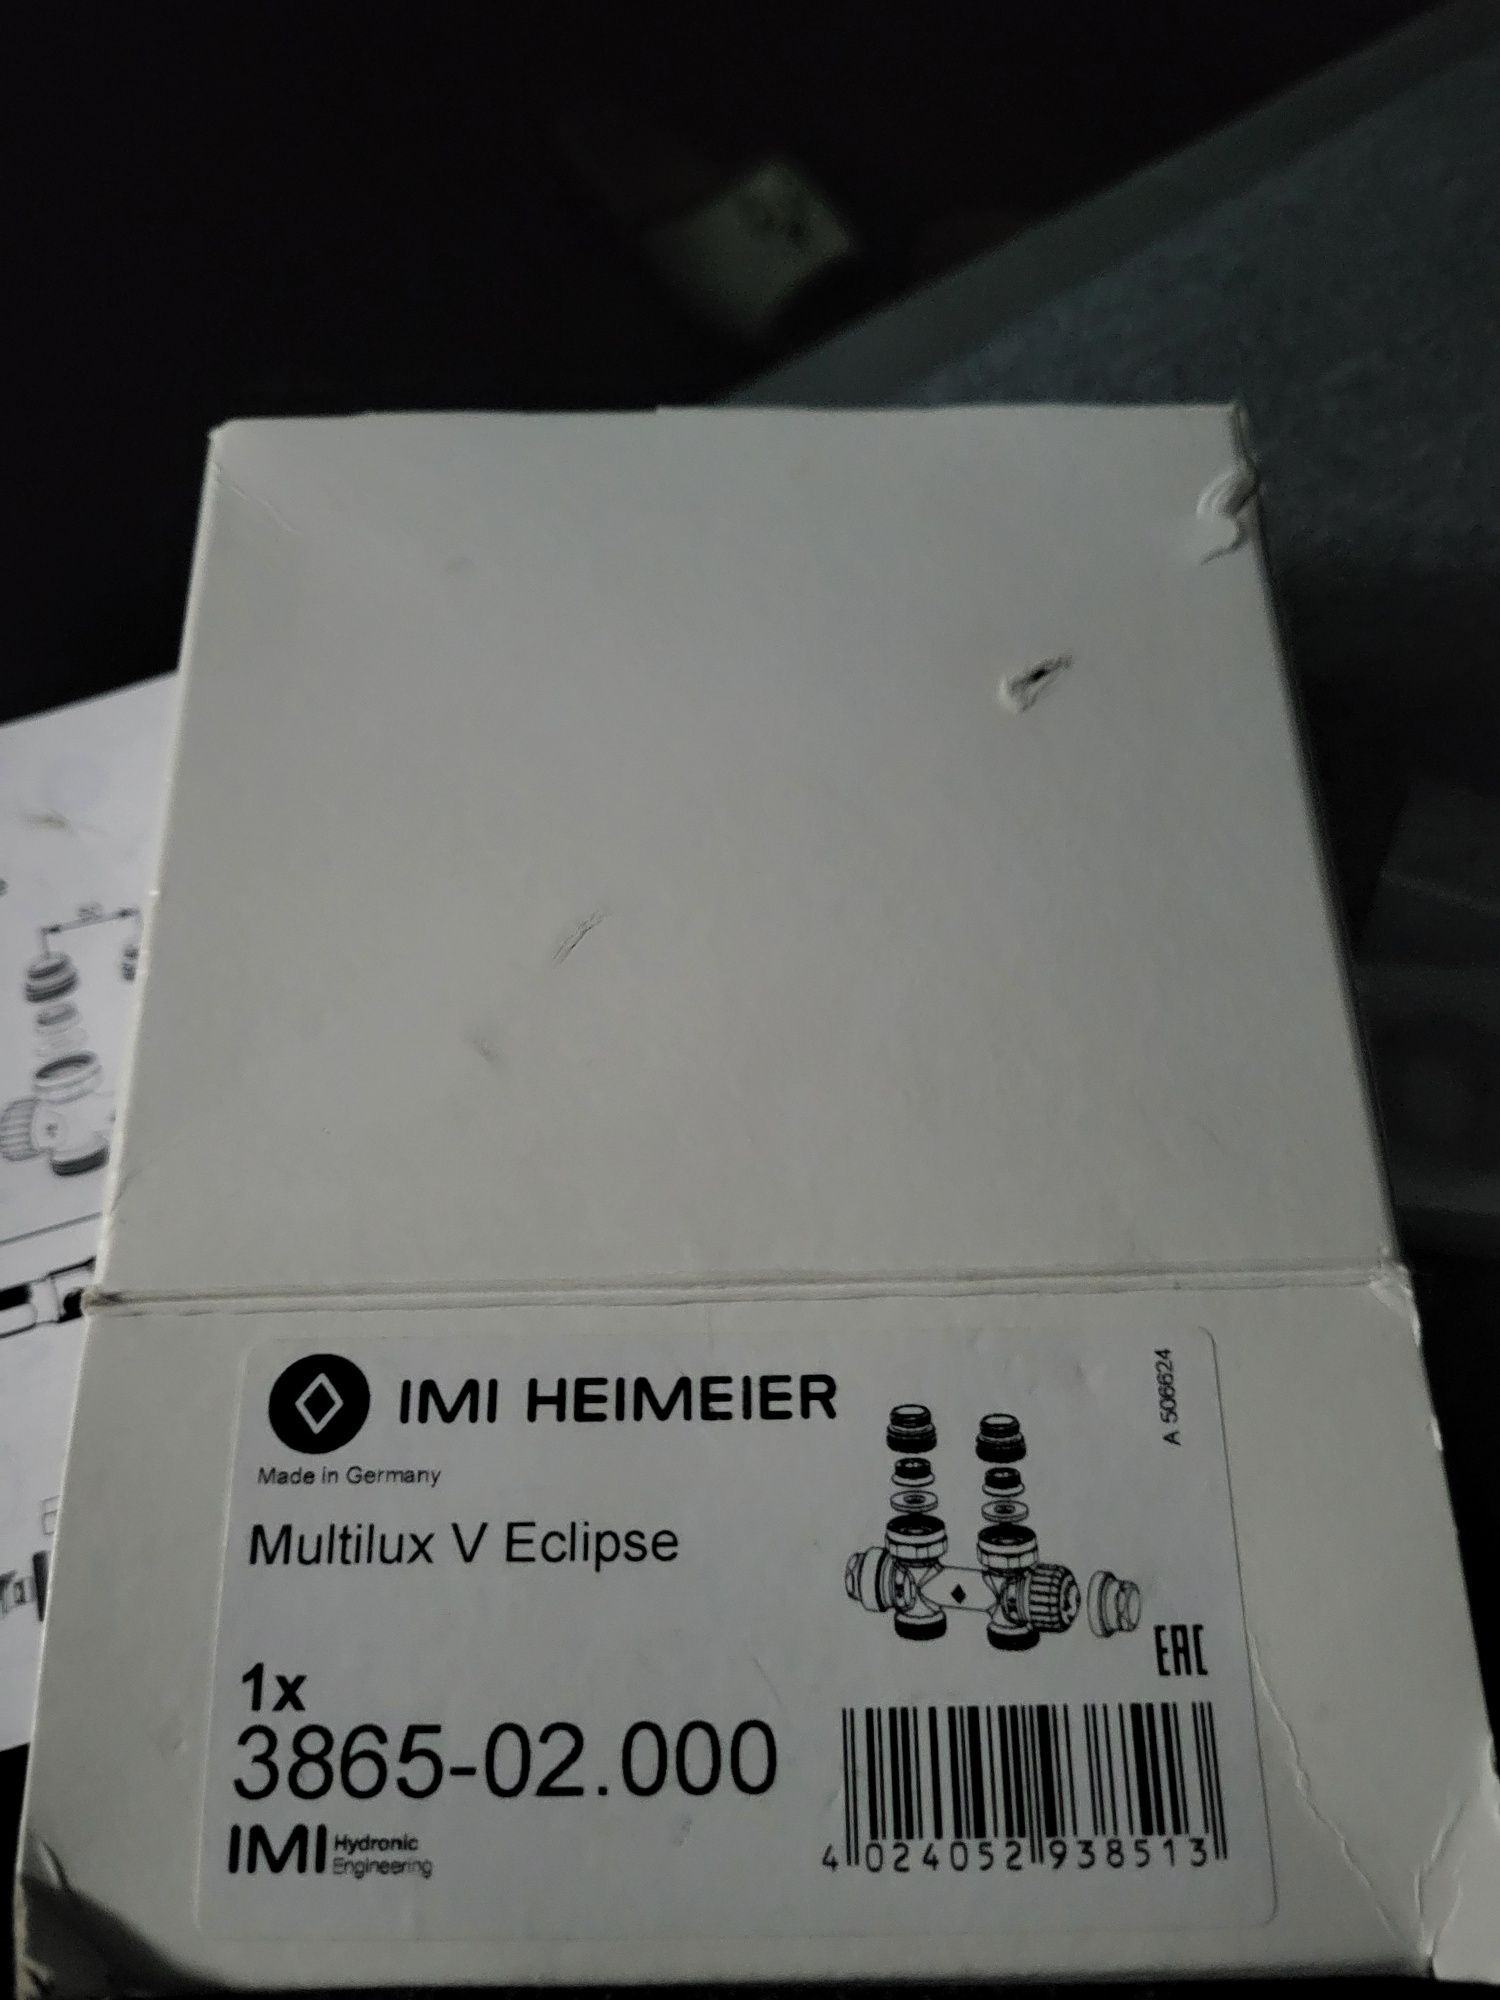 IMI HEIMEIER
A 506624
Made in Germany
Multilux V Eclipse
EAC
1x
3865-02.000
IMI Hydronic
Engineering
4 024052 938513